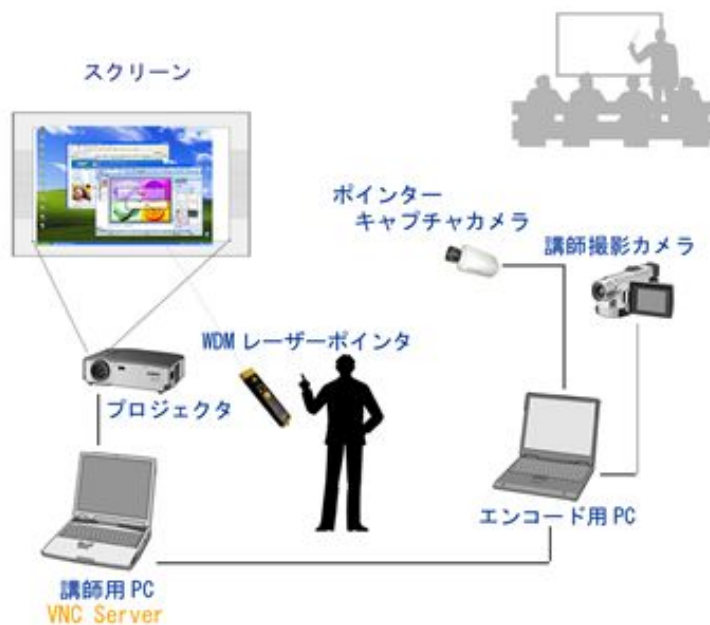 スクリーン
ポインター
キャプチャカメラ
講師撮影カメラ
WDM レーザーポインタ
プロジェクタ
エンコード用 PC
講師用 PC
VNC Server